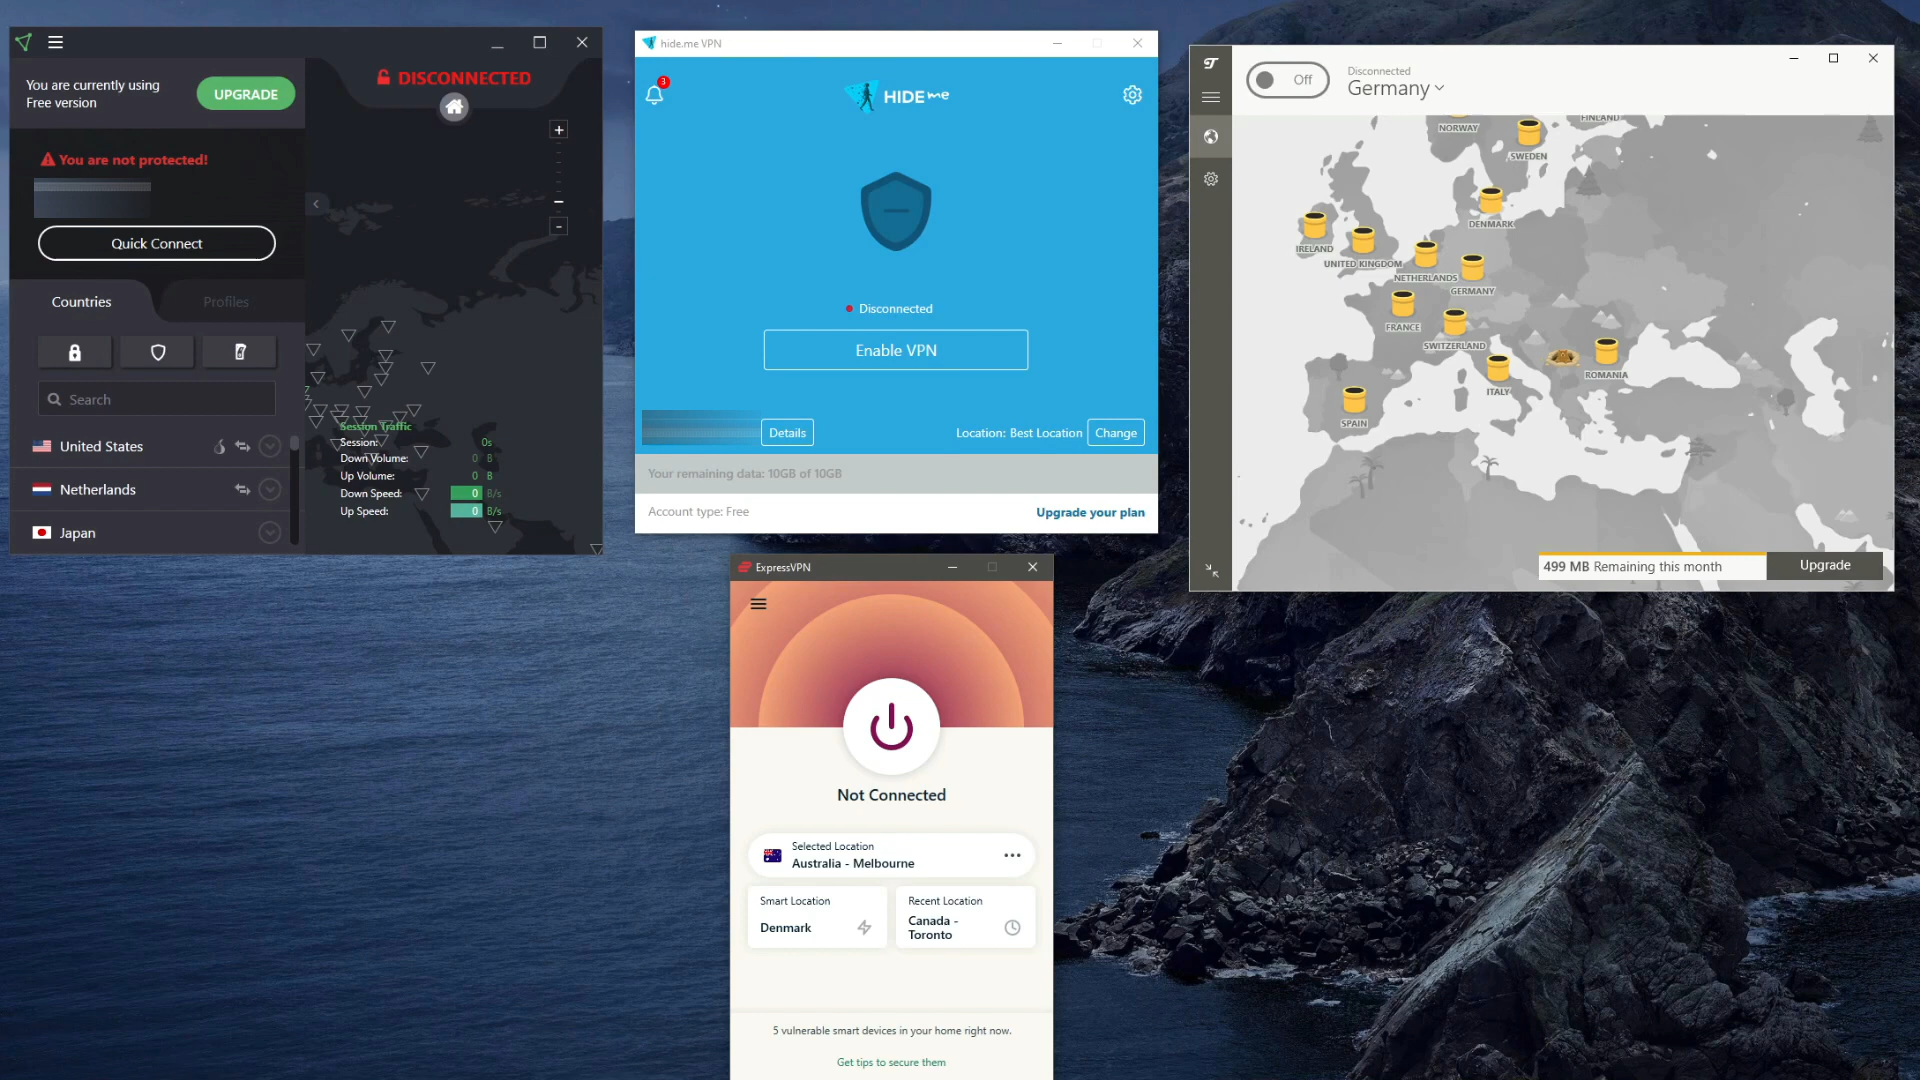 You are currently using
Free version
UPGRADE
DISCONNECTED
You are not protected!
Quick Connect
Countries
Profiles
Search
United States
Netherlands
Japan
Session Traffic
Session: 0s
Down Volume: 0 B
Up Volume: 0 B
Down Speed: 0 B/s
Up Speed: 0 B/s
hide.me VPN
3
HIDE me
Disconnected
Enable VPN
Details
Location: Best Location
Change
Your remaining data: 10GB of 10GB
Account type: Free
Upgrade your plan
Off
Disconnected
Germany
NORWAY
FINLAND
SWEDEN
DENMARK
IRELAND
UNITED KINGDOM
NETHERLANDS
GERMANY
FRANCE
SWITZERLAND
ITALY
ROMANIA
SPAIN
499 MB Remaining this month
Upgrade
ExpressVPN
Not Connected
Selected Location
Australia - Melbourne
Smart Location
Denmark
Recent Location
Canada -
Toronto
5 vulnerable smart devices in your home right now.
Get tips to secure them